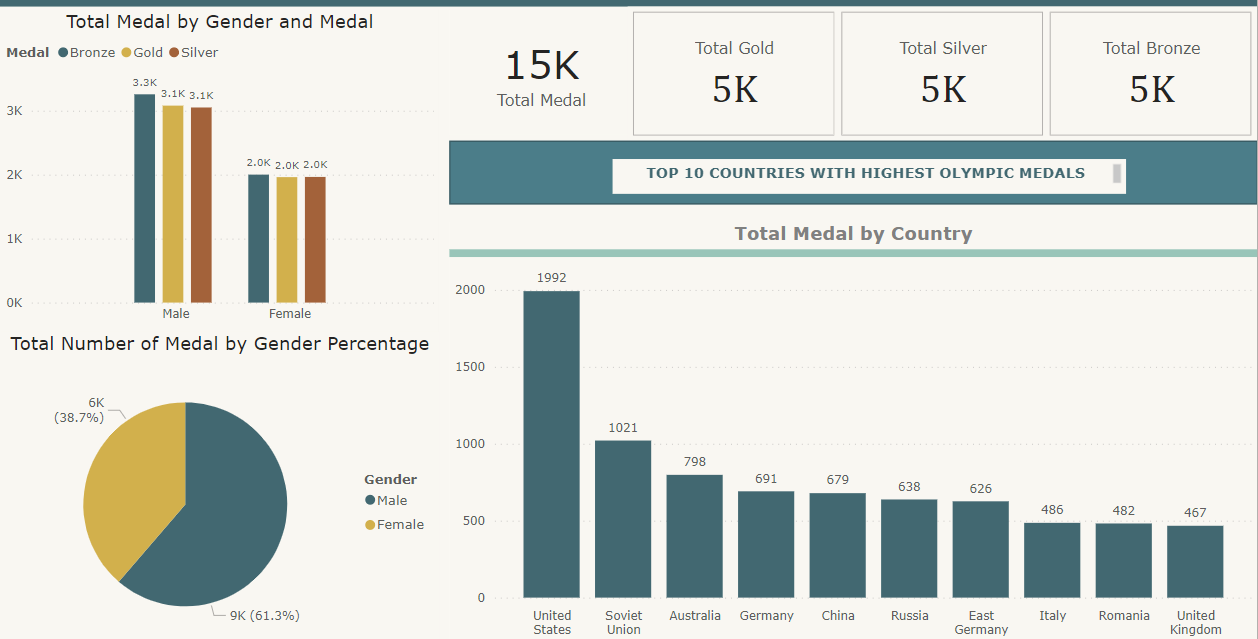 Total Medal by Gender and Medal
Medal Bronze Gold Silver
3.3K
3.1K
3.1K
2.0K
2.0K
2.0K
3K
2K
1K
0K
Male
Female
Total Number of Medal by Gender Percentage
6K
(38.7%)
9K (61.3%)
Gender
Male
Female
15K
Total Medal
Total Gold
5K
Total Silver
5K
Total Bronze
5K
TOP 10 COUNTRIES WITH HIGHEST OLYMPIC MEDALS
Total Medal by Country
2000
1500
1000
500
0
1992
1021
798
691
679
638
626
486
482
467
United
States
Soviet
Union
Australia
Germany
China
Russia
East
Germany
Italy
Romania
United
Kingdom